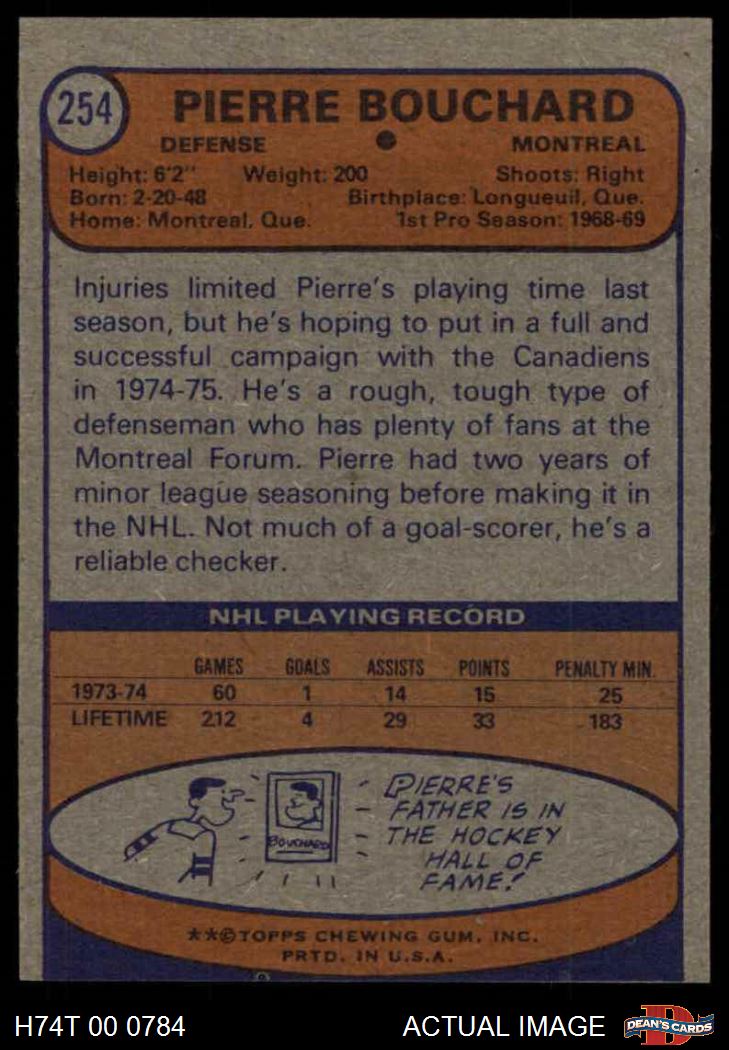 254
PIERRE BOUCHARD
DEFENSE MONTREAL
Height: 6'2" Weight: 200 Shoots: Right
Born: 2-20-48 Birthplace: Longueuil, Que.
Home: Montreal, Que. 1st Pro Season: 1968-69
Injuries limited Pierre's playing time last
season, but he's hoping to put in a full and
successful campaign with the Canadiens
in 1974-75. He's a rough, tough type of
defenseman who has plenty of fans at the
Montreal Forum. Pierre had two years of
minor league seasoning before making it in
the NHL. Not much of a goal-scorer, he's a
reliable checker.
NHL PLAYING RECORD
GAMES GOALS ASSISTS POINTS PENALTY MIN.
1973-74 60 1 14 15 25
LIFETIME 212 4 29 33 183
BOUCHARD
PIERRE'S
FATHER IS IN
THE HOCKEY
HALL OF
FAME!
**©TOPPS CHEWING GUM, INC.
PRTD. IN U.S.A.
H74T 00 0784 ACTUAL IMAGE DEAN'S CARDS